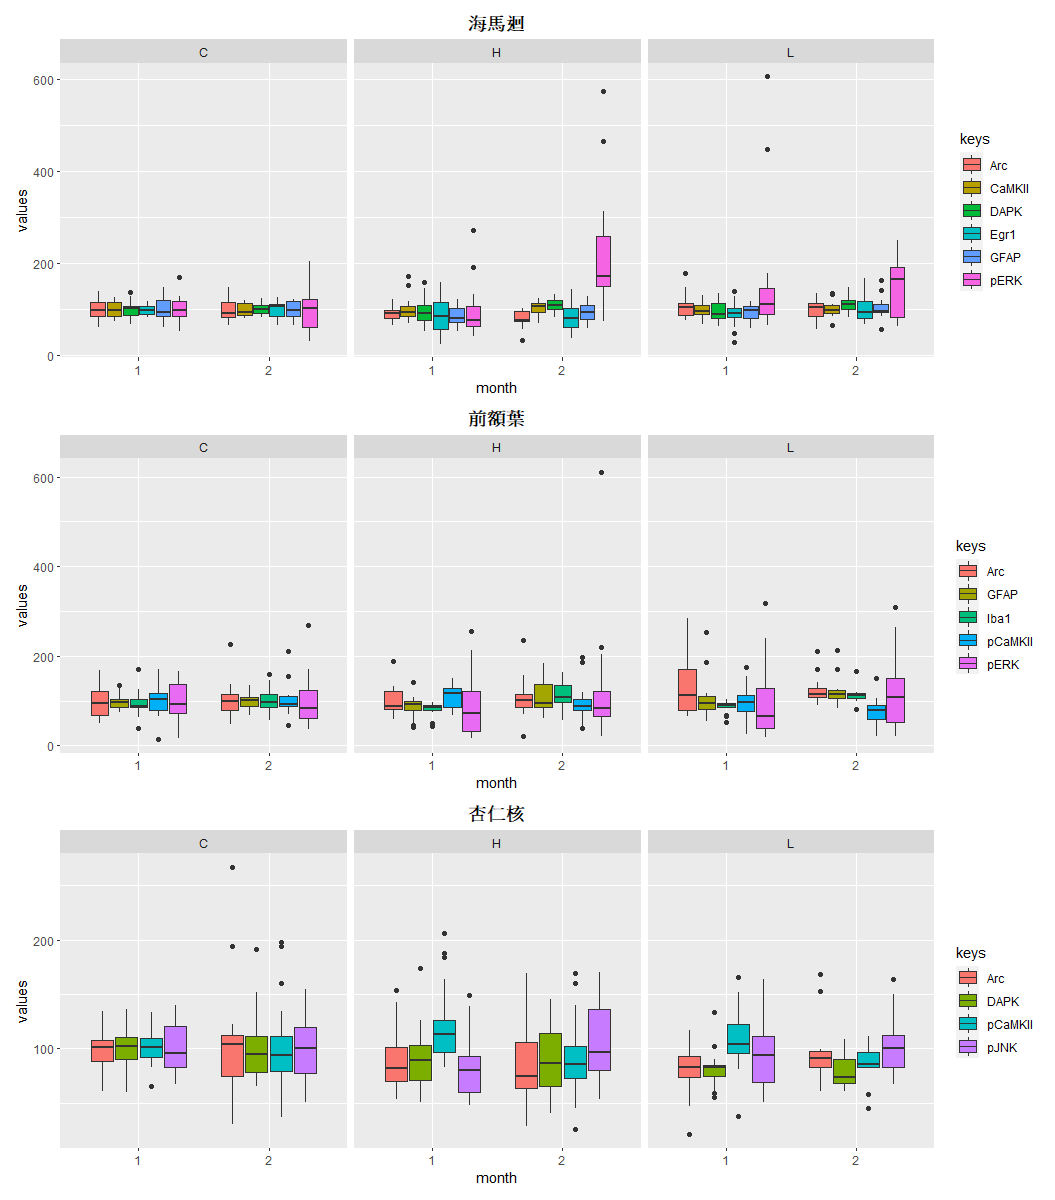 海馬廻
C H L
600
400
200
0
values
1 2 1 2 1 2
month
keys
Arc
CaMKII
DAPK
Egr1
GFAP
pERK
前額葉
C H L
600
400
200
0
values
1 2 1 2 1 2
month
keys
Arc
GFAP
Iba1
pCaMKII
pERK
杏仁核
C H L
200
100
values
1 2 1 2 1 2
month
keys
Arc
DAPK
pCaMKII
pJNK